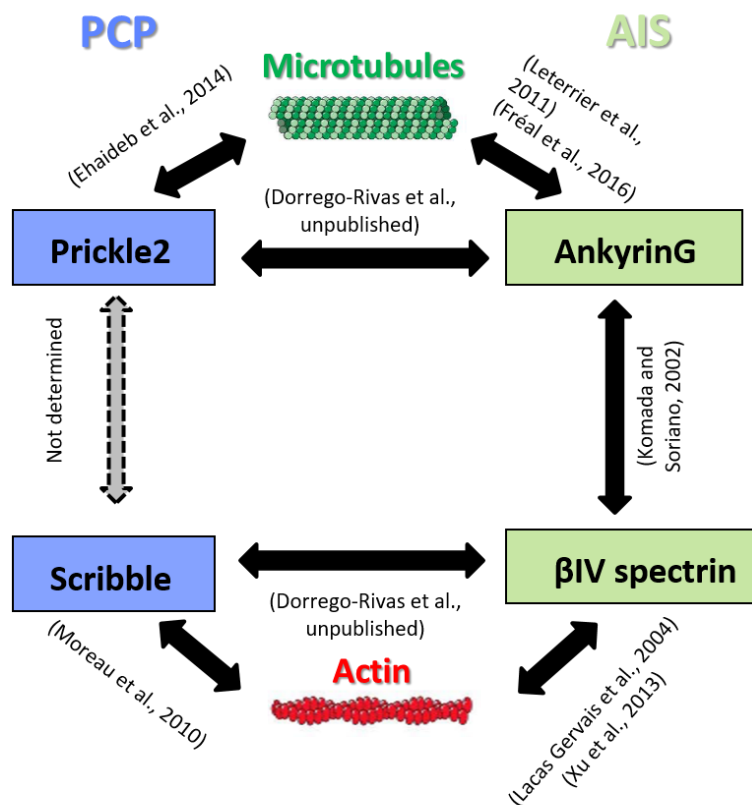 PCP
AIS
Microtubules
(Ehaideb et al., 2014)
(Leterrier et al.,
2011)
(Fréal et al., 2016)
(Dorrego-Rivas et al.,
unpublished)
Prickle2
AnkyrinG
Not determined
(Komada and
Soriano, 2002)
Scribble
βIV spectrin
(Dorrego-Rivas et al.,
unpublished)
(Moreau et al., 2010)
Actin
(Lacas Gervais et al., 2004)
(Xu et al., 2013)